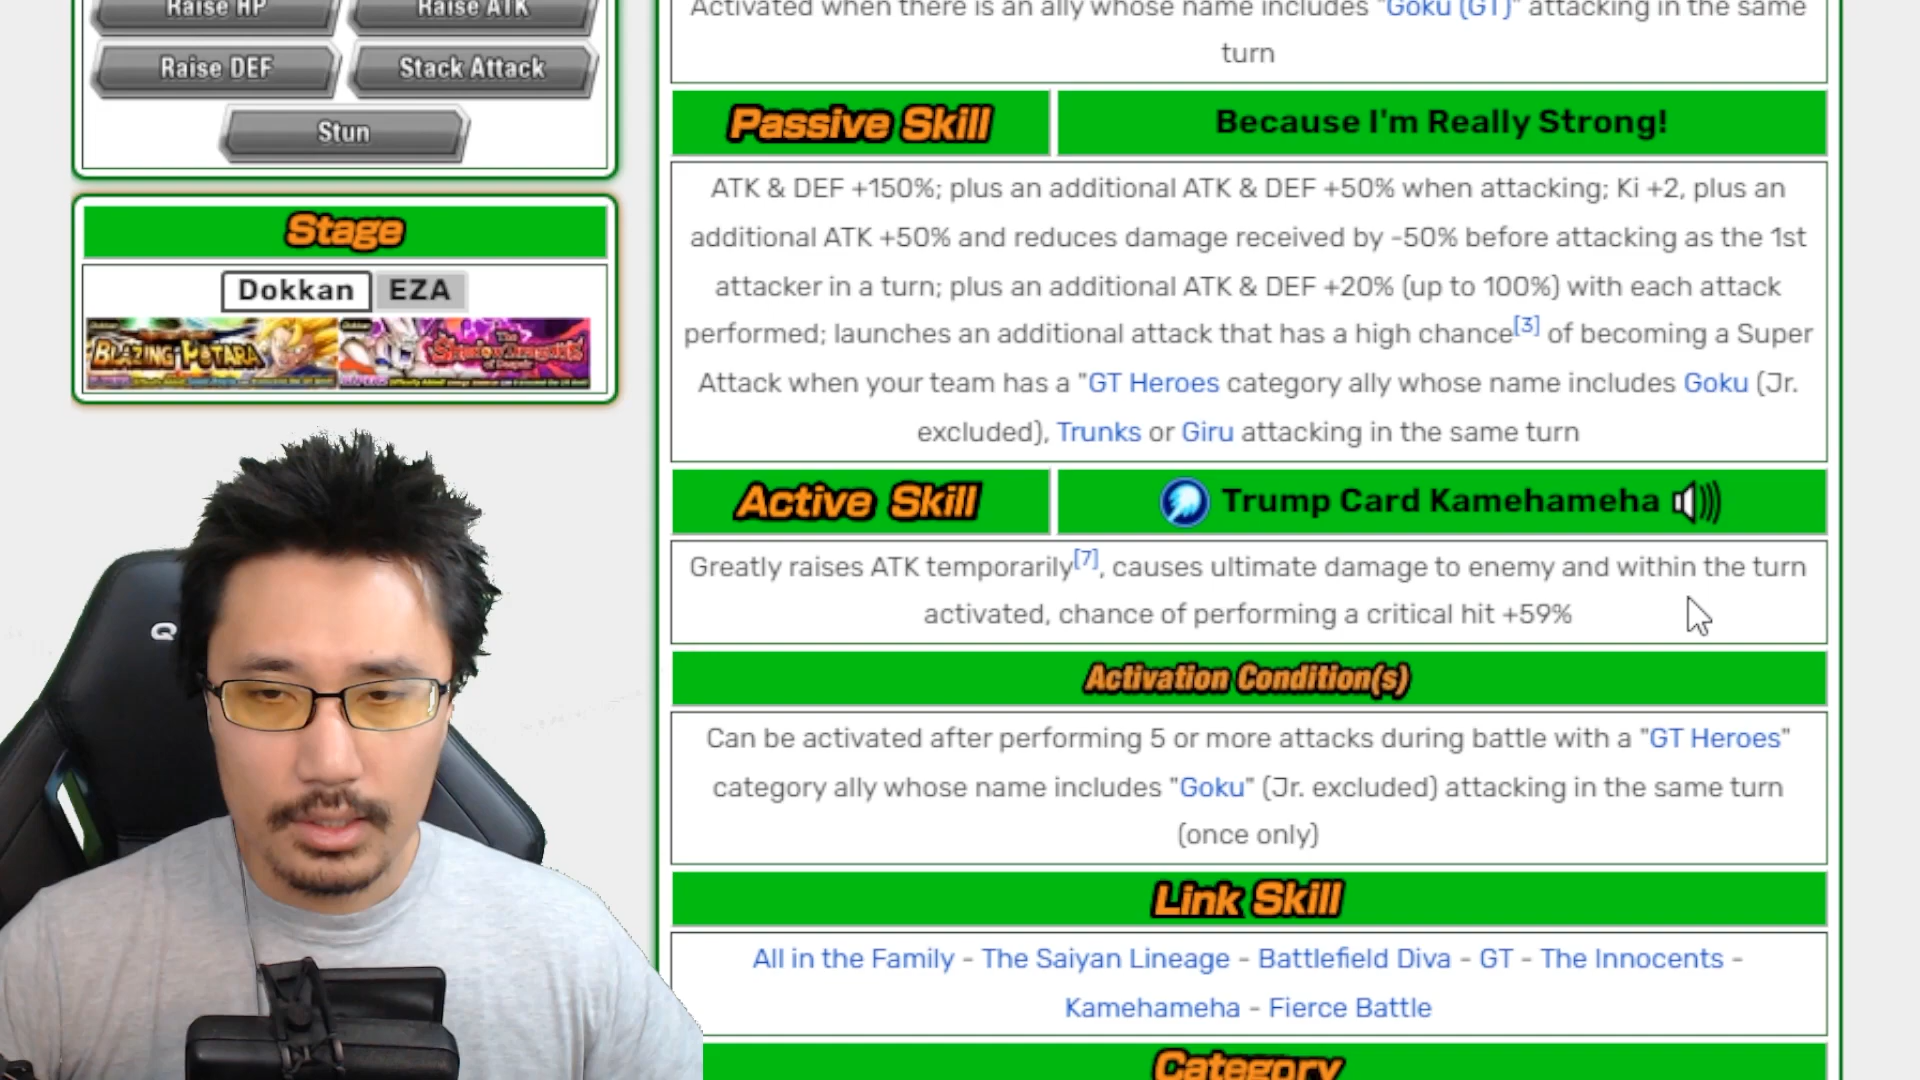 Raise HP
Raise ATK
Raise DEF
Stack Attack
Stun
Stage
Dokkan
EZA
BLAZING POTARA
The
Shadow Dragons
of Despair
Q
Activated when there is an ally whose name includes "Goku (GT)" attacking in the same
turn
Passive Skill
Because I'm Really Strong!
ATK & DEF +150%; plus an additional ATK & DEF +50% when attacking; Ki +2, plus an
additional ATK +50% and reduces damage received by -50% before attacking as the 1st
attacker in a turn; plus an additional ATK & DEF +20% (up to 100%) with each attack
performed; launches an additional attack that has a high chance[3] of becoming a Super
Attack when your team has a "GT Heroes category ally whose name includes Goku (Jr.
excluded), Trunks or Giru attacking in the same turn
Active Skill
Trump Card Kamehameha
Greatly raises ATK temporarily[7], causes ultimate damage to enemy and within the turn
activated, chance of performing a critical hit +59%
Activation Condition(s)
Can be activated after performing 5 or more attacks during battle with a "GT Heroes"
category ally whose name includes "Goku" (Jr. excluded) attacking in the same turn
(once only)
Link Skill
All in the Family - The Saiyan Lineage - Battlefield Diva - GT - The Innocents -
Kamehameha - Fierce Battle
Category